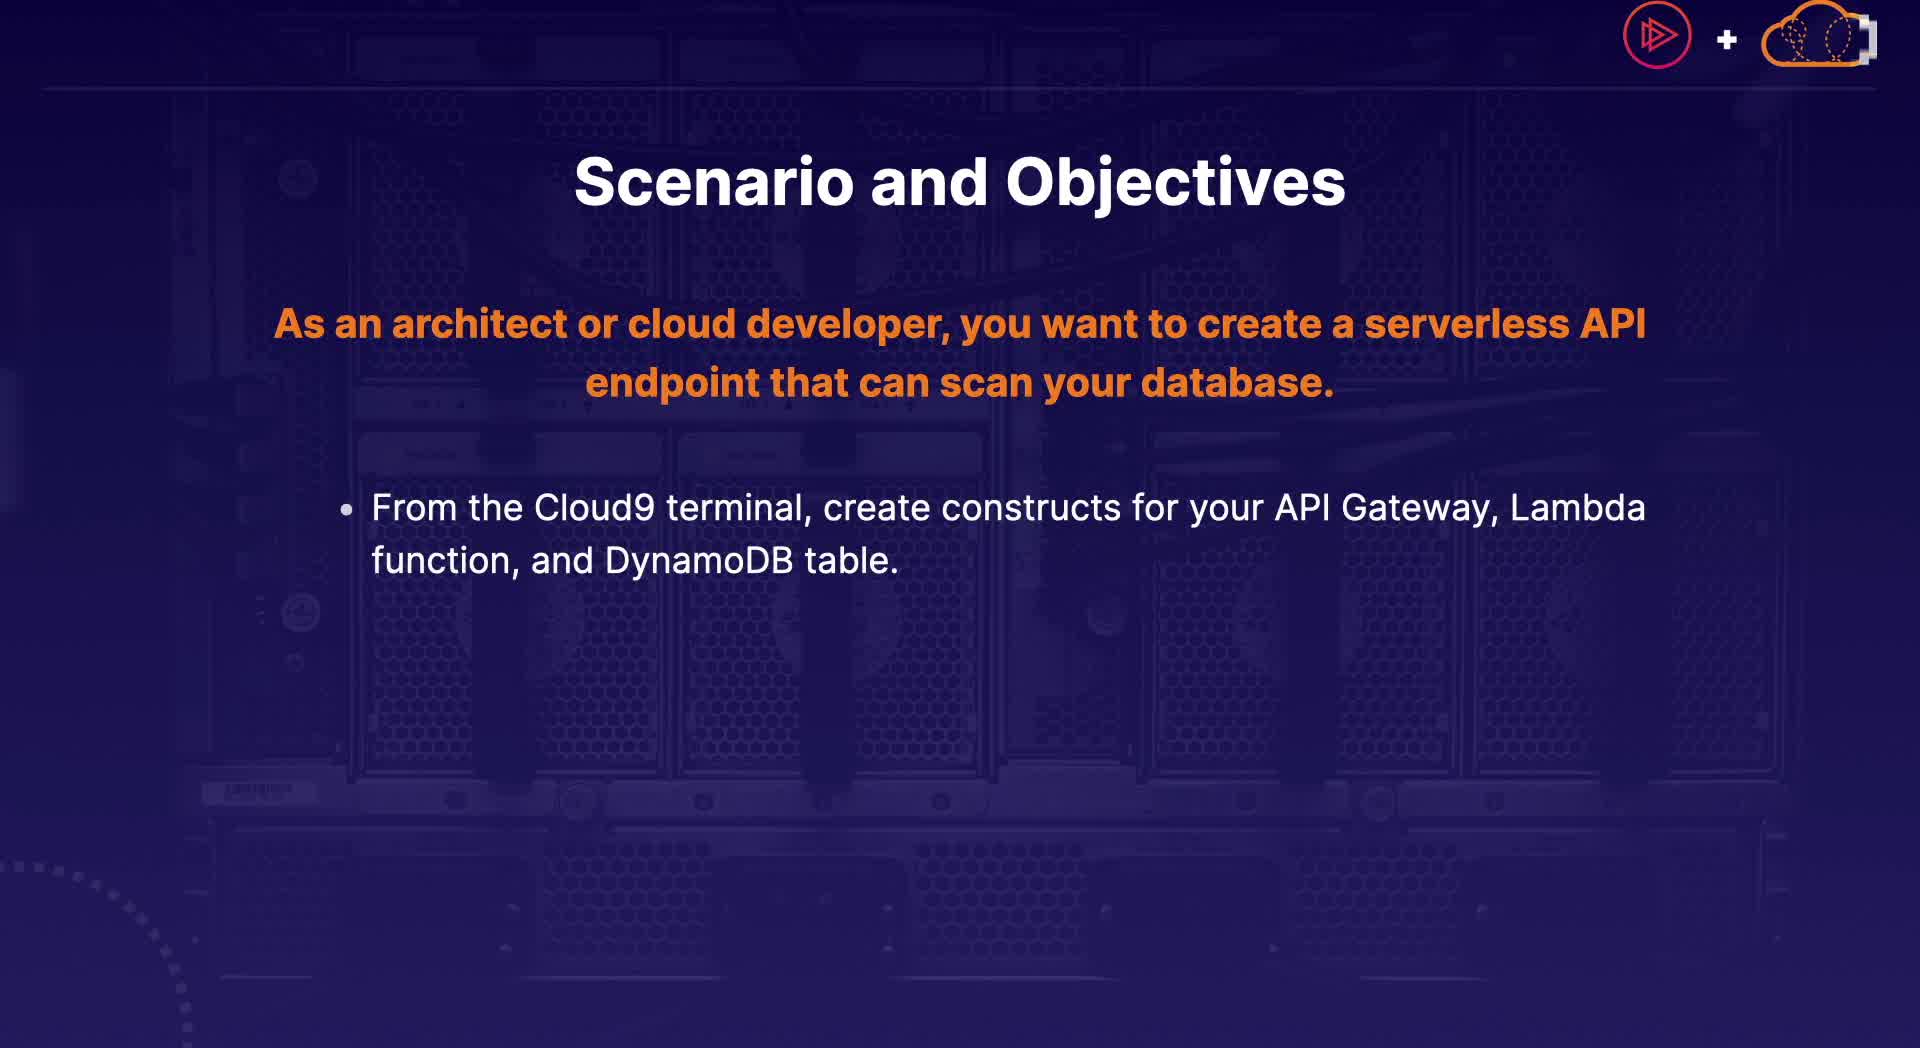 Scenario and Objectives
As an architect or cloud developer, you want to create a serverless API
endpoint that can scan your database.
• From the Cloud9 terminal, create constructs for your API Gateway, Lambda
function, and DynamoDB table.